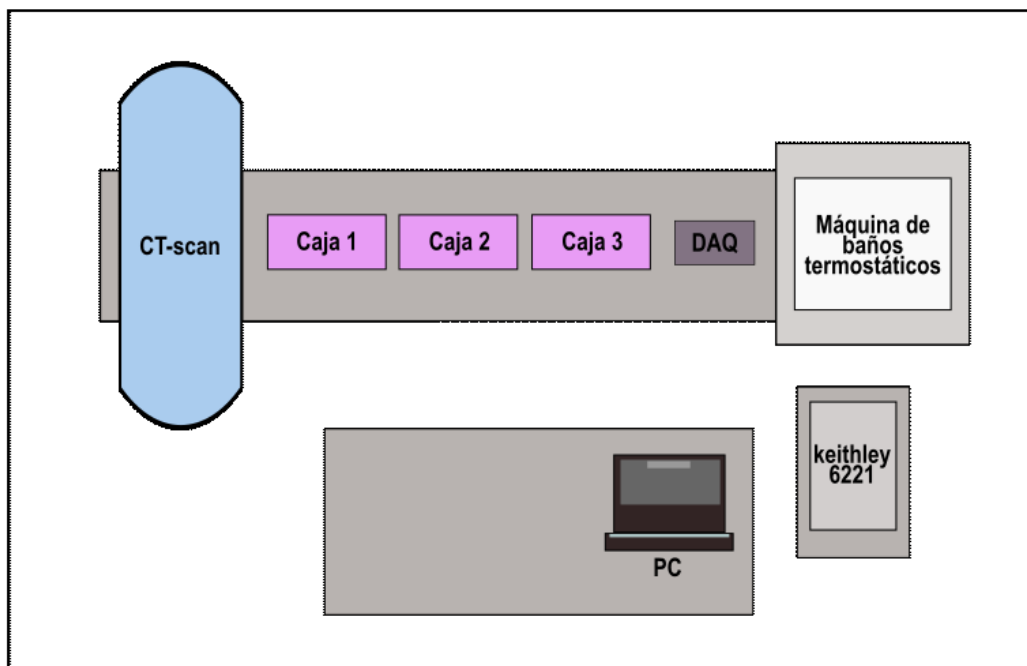 CT-scan
Caja 1
Caja 2
Caja 3
DAQ
Máquina de
baños
termostáticos
keithley
6221
PC